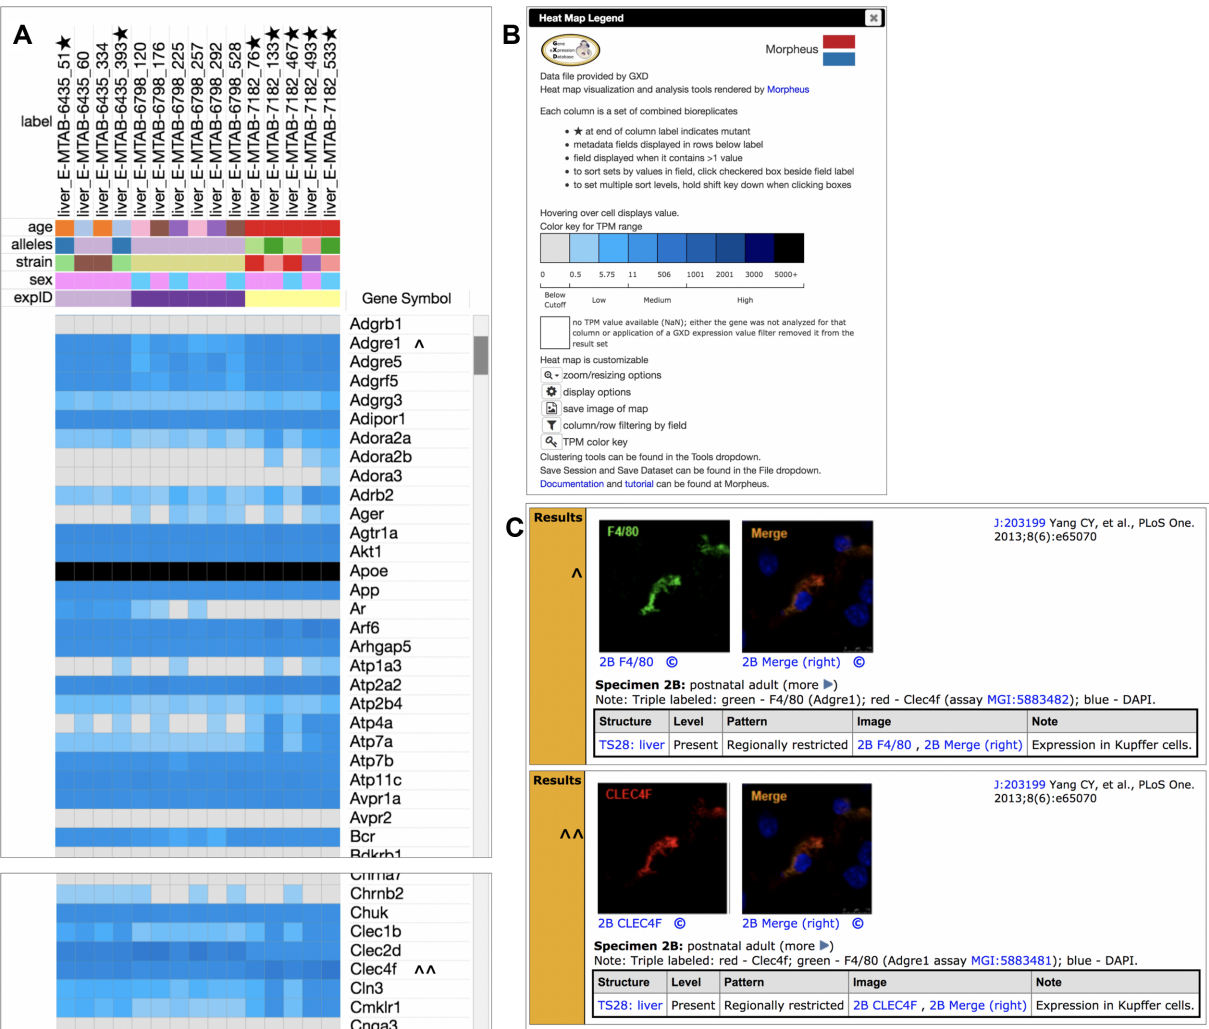 A
label
liver_E-MTAB-6435_51★
liver_E-MTAB-6435_60
liver_E-MTAB-6435_334
liver_E-MTAB-6435_393★
liver_E-MTAB-6798_120
liver_E-MTAB-6798_176
liver_E-MTAB-6798_225
liver_E-MTAB-6798_257
liver_E-MTAB-6798_292
liver_E-MTAB-6798_528
liver_E-MTAB-7182_76★
liver_E-MTAB-7182_133★
liver_E-MTAB-7182_467★
liver_E-MTAB-7182_493★
liver_E-MTAB-7182_533★
age
alleles
strain
sex
expID
Gene Symbol
Adgrb1
Adgre1 ^
Adgre5
Adgrf5
Adgrg3
Adipor1
Adora2a
Adora2b
Adora3
Adrb2
Ager
Agtr1a
Akt1
Apoe
App
Ar
Arf6
Arhgap5
Atp1a3
Atp2a2
Atp2b4
Atp4a
Atp7a
Atp7b
Atp11c
Avpr1a
Avpr2
Bcr
Bdkrb1
Chrna7
Chrnb2
Chuk
Clec1b
Clec2d
Clec4f ^^
Cln3
Cmklr1
Cnga3
B
Heat Map Legend
Gene eXpression Database
Morpheus
Data file provided by GXD
Heat map visualization and analysis tools rendered by Morpheus
Each column is a set of combined bioreplicates
• ★ at end of column label indicates mutant
• metadata fields displayed in rows below label
• field displayed when it contains >1 value
• to sort sets by values in field, click checkered box beside field label
• to set multiple sort levels, hold shift key down when clicking boxes
Hovering over cell displays value.
Color key for TPM range
0 0.5 5.75 11 506 1001 2001 3000 5000+
Below Cutoff Low Medium High
no TPM value available (NaN); either the gene was not analyzed for that
column or application of a GXD expression value filter removed it from the
result set
Heat map is customizable
zoom/resizing options
display options
save image of map
column/row filtering by field
TPM color key
Clustering tools can be found in the Tools dropdown.
Save Session and Save Dataset can be found in the File dropdown.
Documentation and tutorial can be found at Morpheus.
C
Results
^
F4/80
Merge
J:203199 Yang CY, et al., PLoS One.
2013;8(6):e65070
2B F4/80 © 2B Merge (right) ©
Specimen 2B: postnatal adult (more ▶)
Note: Triple labeled: green - F4/80 (Adgre1); red - Clec4f (assay MGI:5883482); blue - DAPI.
Structure Level Pattern Image Note
TS28: liver Present Regionally restricted 2B F4/80 , 2B Merge (right) Expression in Kupffer cells.
Results
^^
CLEC4F
Merge
J:203199 Yang CY, et al., PLoS One.
2013;8(6):e65070
2B CLEC4F © 2B Merge (right) ©
Specimen 2B: postnatal adult (more ▶)
Note: Triple labeled: red - Clec4f; green - F4/80 (Adgre1 assay MGI:5883481); blue - DAPI.
Structure Level Pattern Image Note
TS28: liver Present Regionally restricted 2B CLEC4F , 2B Merge (right) Expression in Kupffer cells.